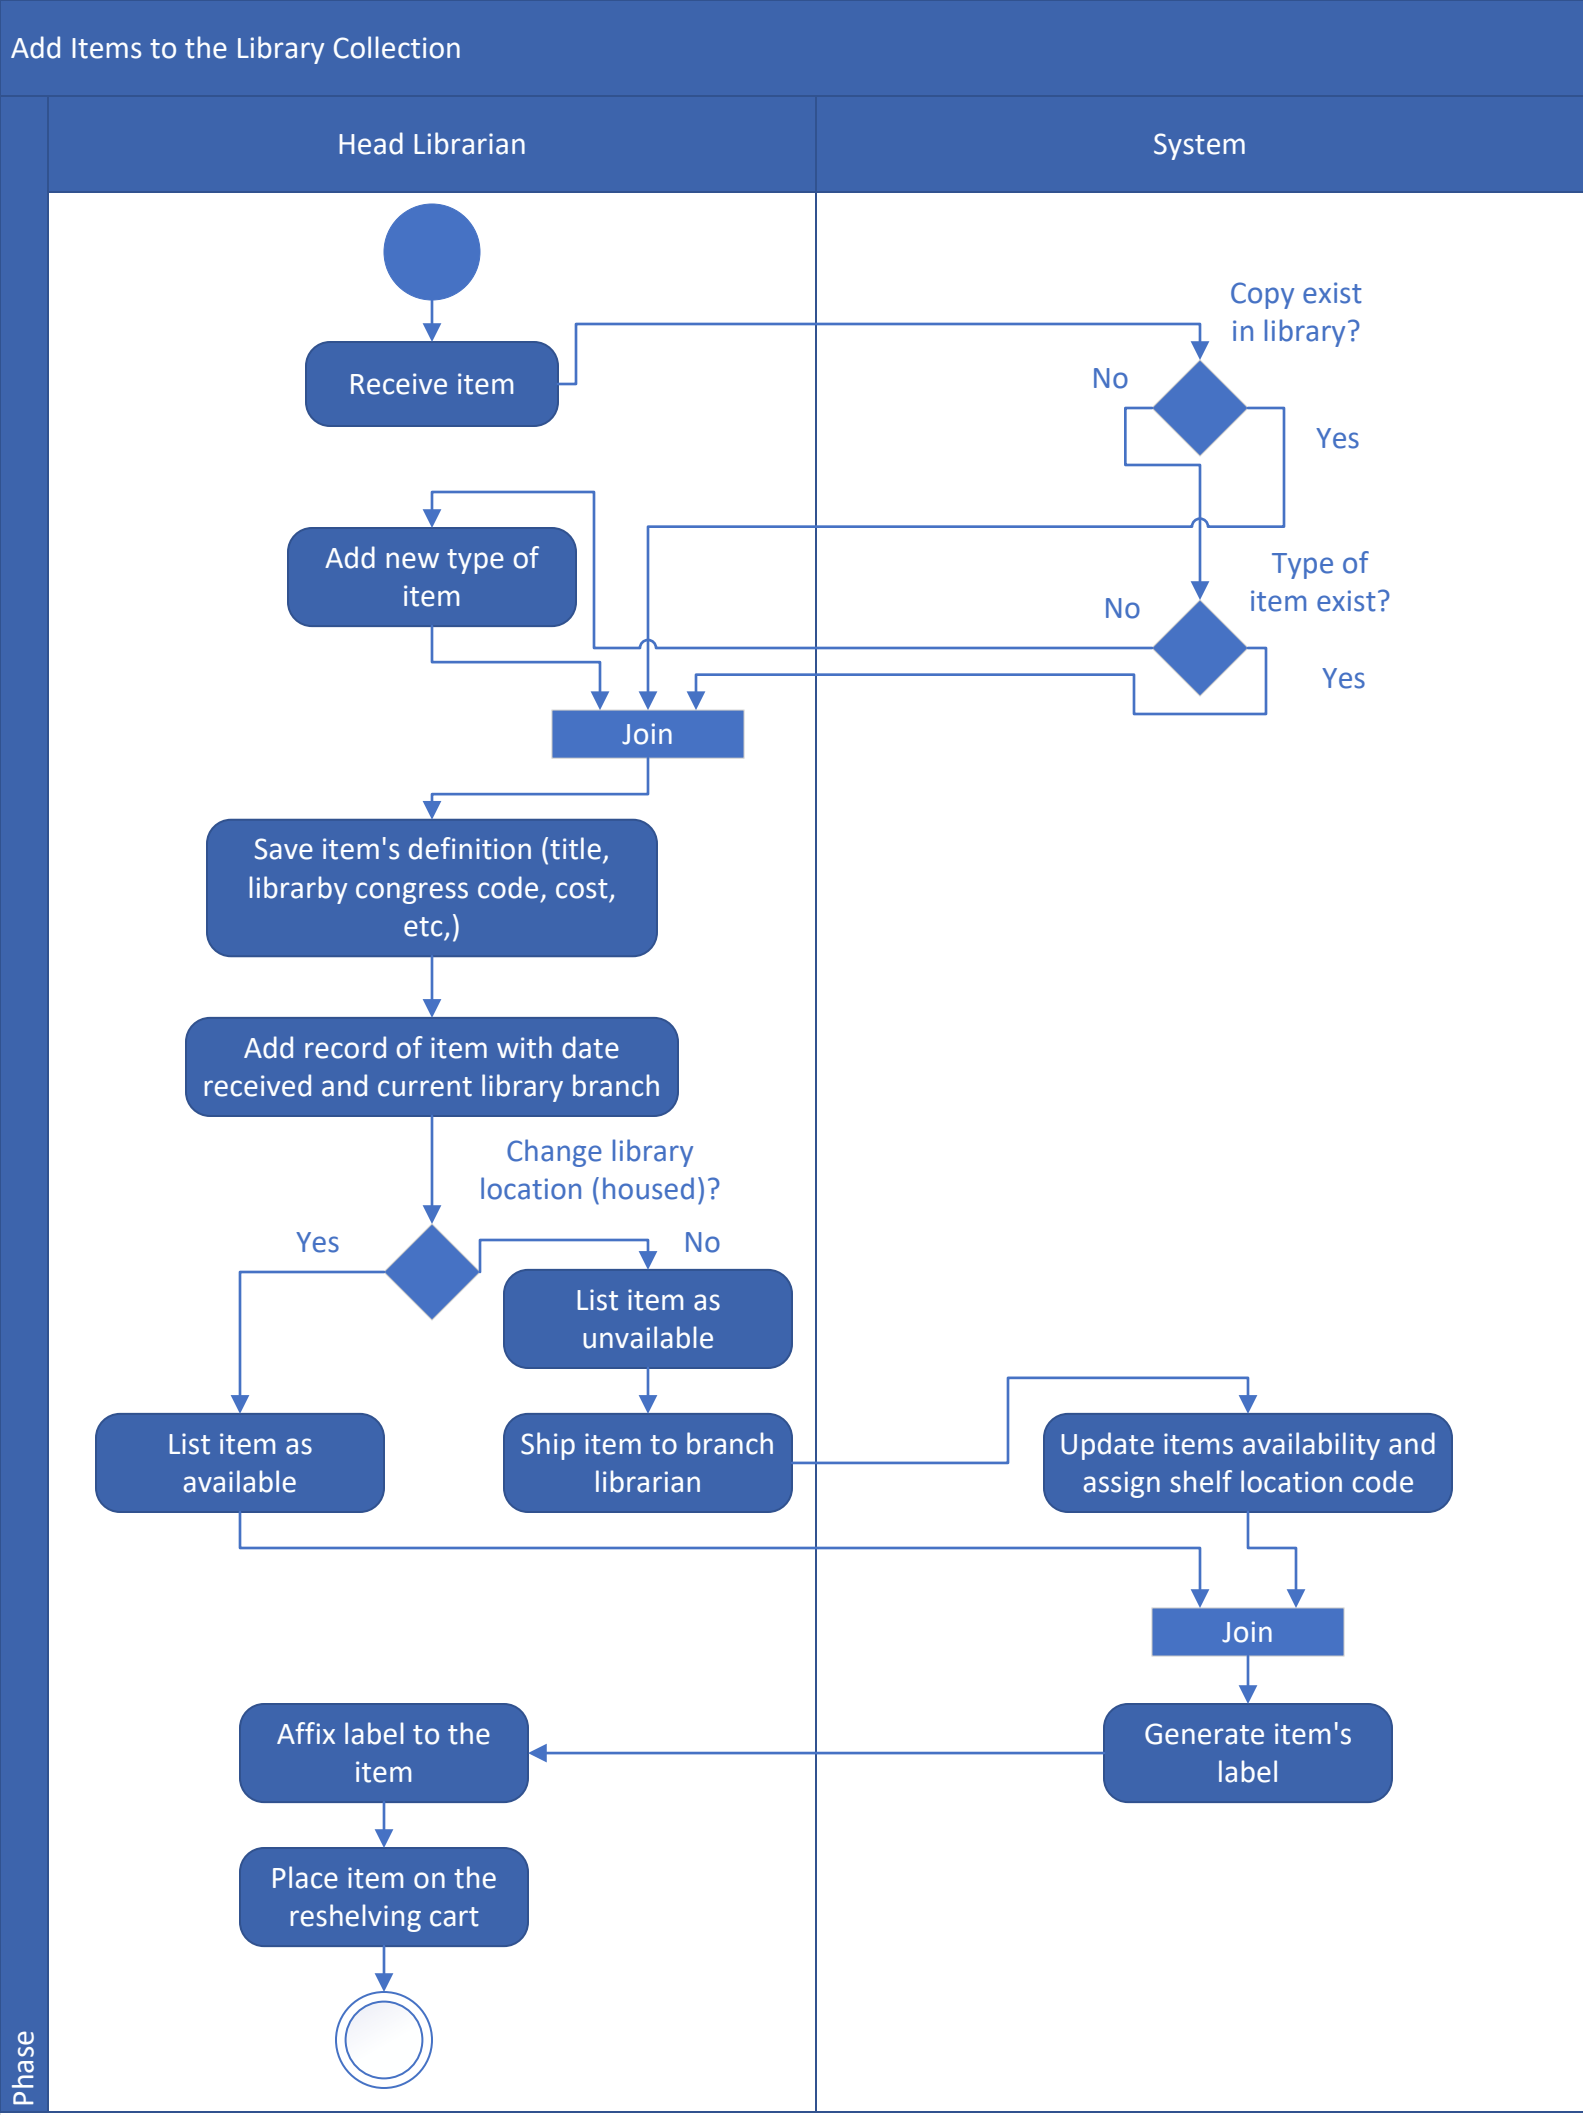 Add Items to the Library Collection
Head Librarian
System
Copy exist
in library?
Receive item
No
Yes
Add new type of
item
Type of
item exist?
No
Yes
Join
Save item's definition (title,
librarby congress code, cost,
etc,)
Add record of item with date
received and current library branch
Change library
location (housed)?
Yes
No
List item as
unvailable
List item as
available
Ship item to branch
librarian
Update items availability and
assign shelf location code
Join
Affix label to the
item
Generate item's
label
Place item on the
reshelving cart
Phase